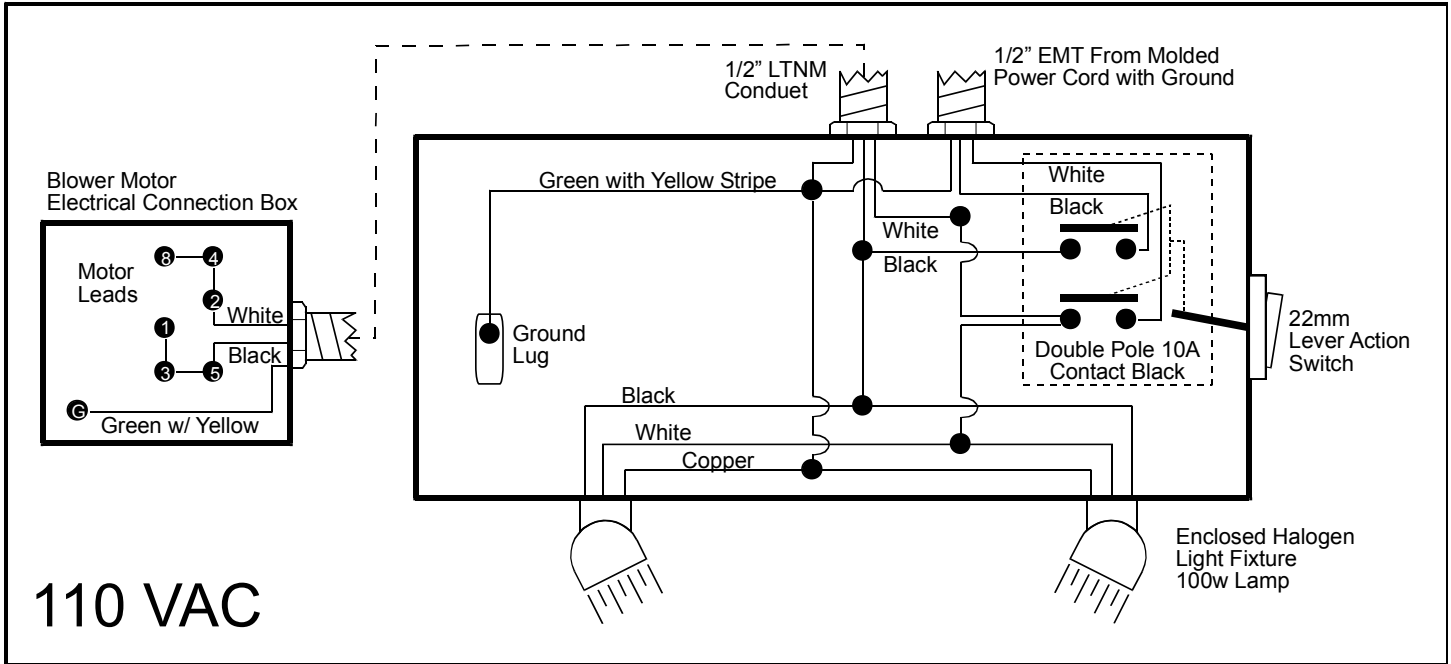 1/2” LTNM
Conduet
1/2” EMT From Molded
Power Cord with Ground
Blower Motor
Electrical Connection Box
8
4
Motor
Leads
2
White
1
Black
3
5
G
Green w/ Yellow
Green with Yellow Stripe
White
Black
White
Black
Ground
Lug
Double Pole 10A
Contact Black
22mm
Lever Action
Switch
Black
White
Copper
Enclosed Halogen
Light Fixture
100w Lamp
110 VAC